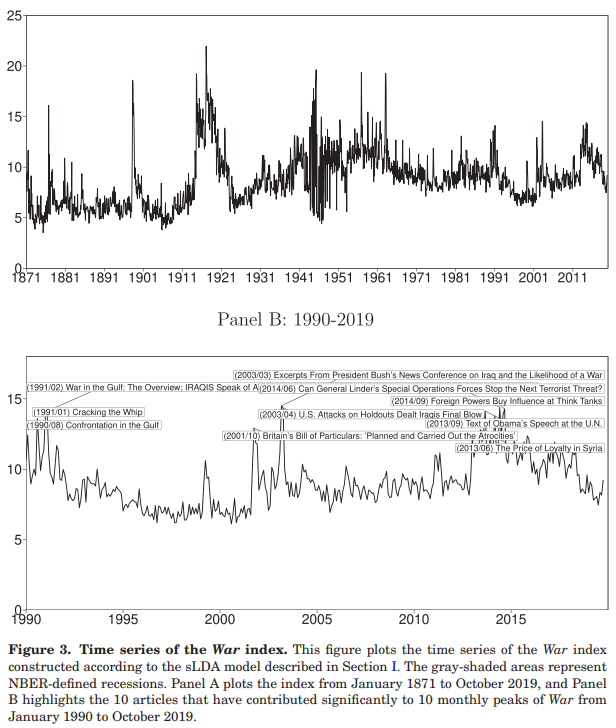 25
20
15
10
5
0
1871 1881 1891 1901 1911 1921 1931 1941 1951 1961 1971 1981 1991 2001 2011
Panel B: 1990-2019
(2003/03) Excerpts From President Bush's News Conference on Iraq and the Likelihood of a War
(1991/02) War in the Gulf: The Overview; IRAQIS Speak of A
(2014/06) Can General Linder's Special Operations Forces Stop the Next Terrorist Threat?
15
(2014/09) Foreign Powers Buy Influence at Think Tanks
(1991/01) Cracking the Whip
(2003/04) U.S. Attacks on Holdouts Dealt Iraqis Final Blow
(1990/08) Confrontation in the Gulf
(2013/09) Text of Obama's Speech at the U.N.
(2001/10) Britain's Bill of Particulars: 'Planned and Carried Out the Atrocities'
(2013/06) The Price of Loyalty in Syria
10
5
0
1990 1995 2000 2005 2010 2015
Figure 3. Time series of the War index. This figure plots the time series of the War index
constructed according to the sLDA model described in Section I. The gray-shaded areas represent
NBER-defined recessions. Panel A plots the index from January 1871 to October 2019, and Panel
B highlights the 10 articles that have contributed significantly to 10 monthly peaks of War from
January 1990 to October 2019.